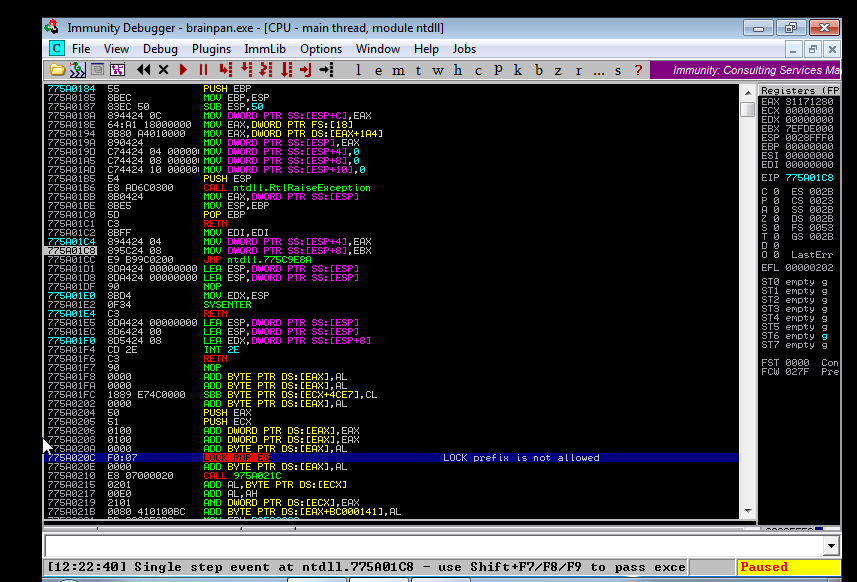 Immunity Debugger - brainpan.exe - [CPU - main thread, module ntdll]
C File View Debug Plugins ImmLib Options Window Help Jobs
l e m t w h c P k b z r ... s ? Immunity: Consulting Services Ma
775A0184 55 PUSH EBP
775A0185 8BEC MOV EBP,ESP
775A0187 83EC 50 SUB ESP,50
775A018A 894424 0C MOV DWORD PTR SS:[ESP+C],EAX
775A018E 64:A1 18000000 MOV EAX,DWORD PTR FS:[18]
775A0194 8B80 A4010000 MOV EAX,DWORD PTR DS:[EAX+1A4]
775A019A 890424 MOV DWORD PTR SS:[ESP],EAX
775A019D C74424 04 00000 MOV DWORD PTR SS:[ESP+4],0
775A01A5 C74424 08 00000 MOV DWORD PTR SS:[ESP+8],0
775A01AD C74424 10 00000 MOV DWORD PTR SS:[ESP+10],0
775A01B5 54 PUSH ESP
775A01B6 E8 AD6C0300 CALL ntdll.RtlRaiseException
775A01BB 8B0424 MOV EAX,DWORD PTR SS:[ESP]
775A01BE 8BE5 MOV ESP,EBP
775A01C0 5D POP EBP
775A01C1 C3 RETN
775A01C2 8BFF MOV EDI,EDI
775A01C4 894424 04 MOV DWORD PTR SS:[ESP+4],EAX
775A01C8 895C24 08 MOV DWORD PTR SS:[ESP+8],EBX
775A01CC E9 B99C0200 JMP ntdll.775C9E8A
775A01D1 8DA424 00000000 LEA ESP,DWORD PTR SS:[ESP]
775A01D8 8DA424 00000000 LEA ESP,DWORD PTR SS:[ESP]
775A01DF 90 NOP
775A01E0 8BD4 MOV EDX,ESP
775A01E2 0F34 SYSENTER
775A01E4 C3 RETN
775A01E5 8DA424 00000000 LEA ESP,DWORD PTR SS:[ESP]
775A01EC 8D6424 00 LEA ESP,DWORD PTR SS:[ESP]
775A01F0 8D5424 08 LEA EDX,DWORD PTR SS:[ESP+8]
775A01F4 CD 2E INT 2E
775A01F6 C3 RETN
775A01F7 90 NOP
775A01F8 0000 ADD BYTE PTR DS:[EAX],AL
775A01FA 0000 ADD BYTE PTR DS:[EAX],AL
775A01FC 1889 E74C0000 SBB BYTE PTR DS:[ECX+4CE7],CL
775A0202 0000 ADD BYTE PTR DS:[EAX],AL
775A0204 50 PUSH EAX
775A0205 51 PUSH ECX
775A0206 0100 ADD DWORD PTR DS:[EAX],EAX
775A0208 0100 ADD DWORD PTR DS:[EAX],EAX
775A020A 0000 ADD BYTE PTR DS:[EAX],AL
775A020C F0:07 LOCK POP ES LOCK prefix is not allowed
775A020E 0000 ADD BYTE PTR DS:[EAX],AL
775A0210 E8 07000020 CALL 975A021C
775A0215 0201 ADD AL,BYTE PTR DS:[ECX]
775A0217 00E0 ADD AL,AH
775A0219 2101 AND DWORD PTR DS:[ECX],EAX
775A021B 0080 410100BC ADD BYTE PTR DS:[EAX+BC000141],AL
Registers (FP
EAX 31171280
ECX 00000000
EDX 00000000
EBX 7EFDE000
ESP 0028FFF0
EBP 00000000
ESI 00000000
EDI 00000000
EIP 775A01C8
C 0 ES 002B
P 0 CS 0023
A 0 SS 002B
Z 0 DS 002B
S 0 FS 0053
T 0 GS 002B
D 0
O 0 LastErr
EFL 00000202
ST0 empty g
ST1 empty g
ST2 empty g
ST3 empty g
ST4 empty g
ST5 empty g
ST6 empty g
ST7 empty g
FST 0000 Con
FCW 027F Pre
[12:22:40] Single step event at ntdll.775A01C8 - use Shift+F7/F8/F9 to pass exce
Paused